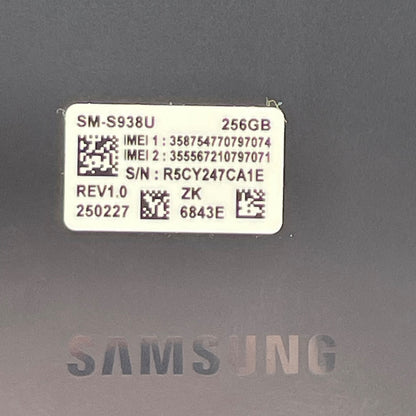 SM-S938U 256GB
IMEI 1 : 358754770797074
IMEI 2 : 355567210797071
S/N : R5CY247CA1E
REV1.0 ZK
250227 6843E
SAMSUNG